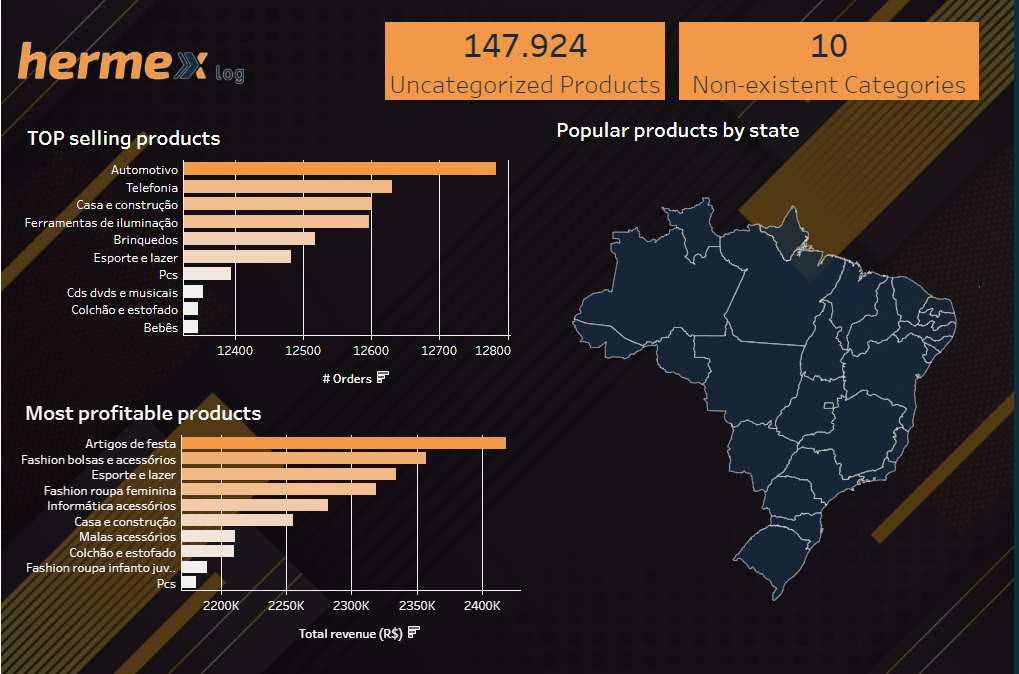 hermex log
147.924
Uncategorized Products
10
Non-existent Categories
TOP selling products
Automotivo
Telefonia
Casa e construção
Ferramentas de iluminação
Brinquedos
Esporte e lazer
Pcs
Cds dvds e musicais
Colchão e estofado
Bebês
12400 12500 12600 12700 12800
# Orders
Popular products by state
Most profitable products
Artigos de festa
Fashion bolsas e acessórios
Esporte e lazer
Fashion roupa feminina
Informática acessórios
Casa e construção
Malas acessórios
Colchão e estofado
Fashion roupa infanto juv..
Pcs
2200K 2250K 2300K 2350K 2400K
Total revenue (R$)